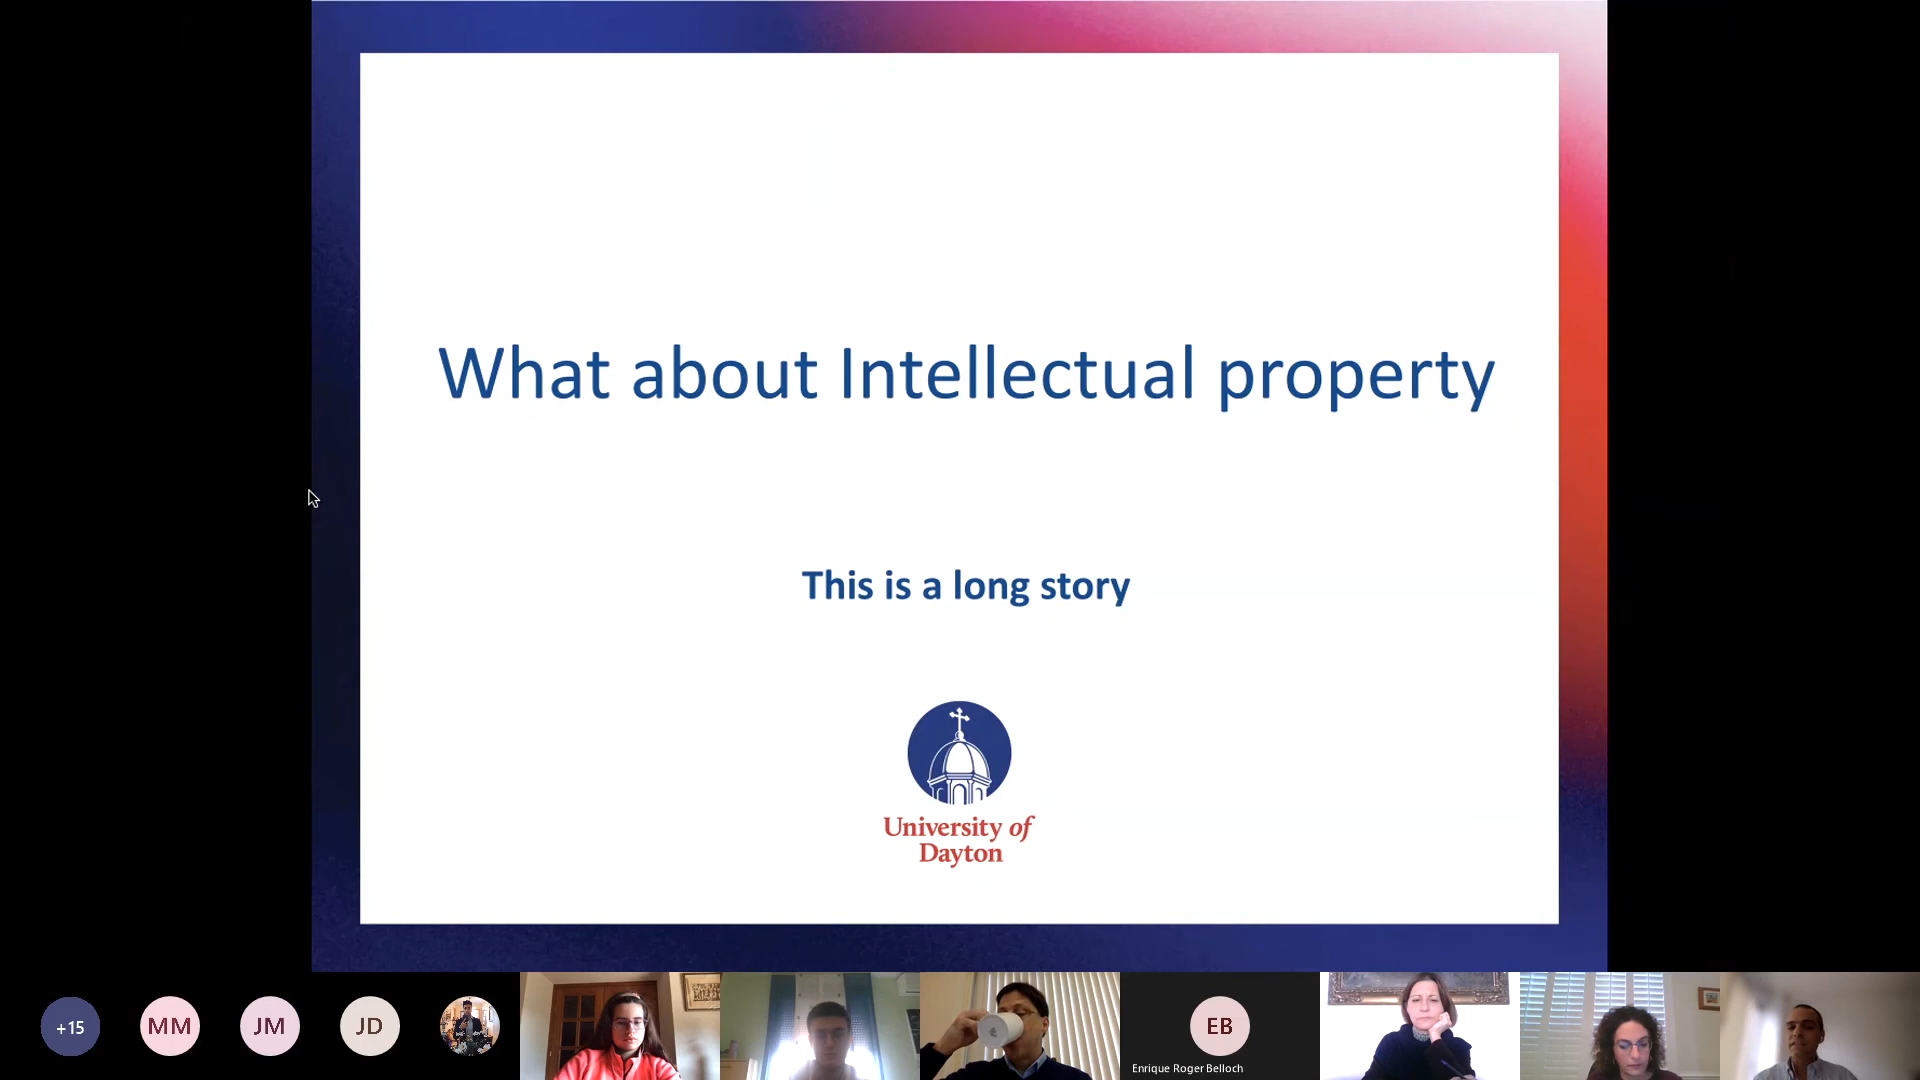 What about Intellectual property
This is a long story
University of
Dayton
+15
MM
JM
JD
EB
Enrique Roger Belloch